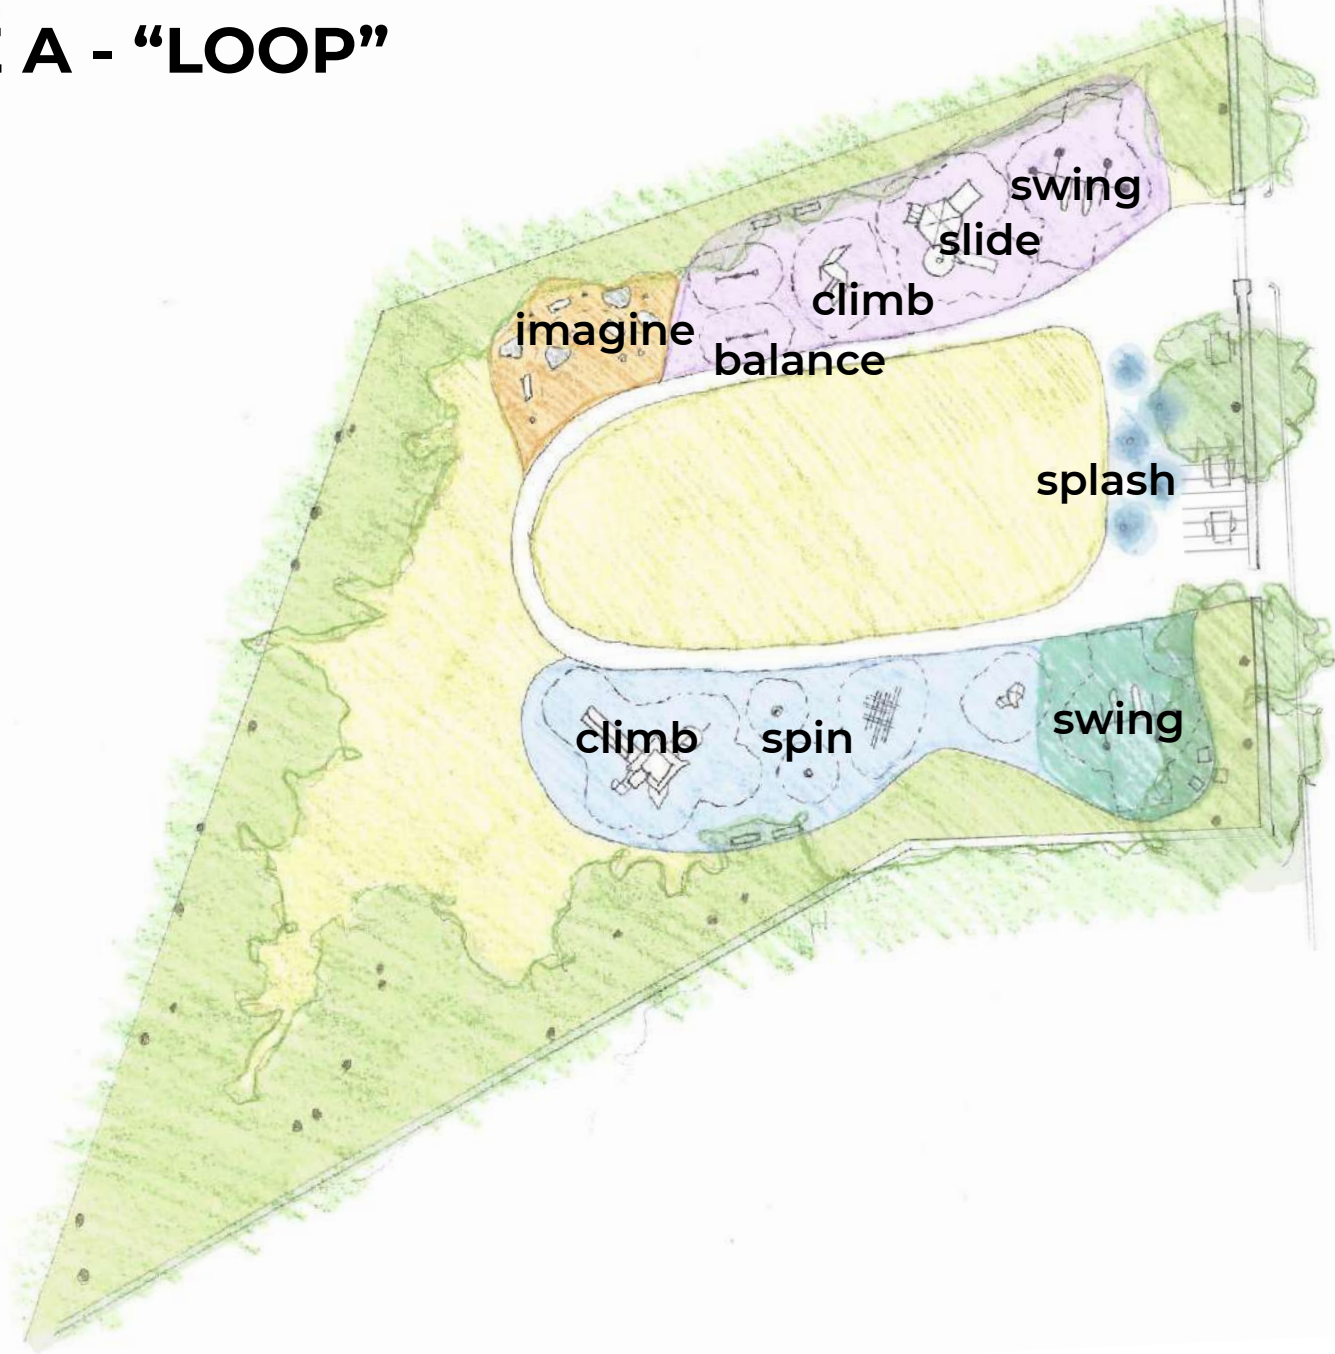 A - “LOOP”
swing
slide
climb
imagine
balance
splash
climb
spin
swing